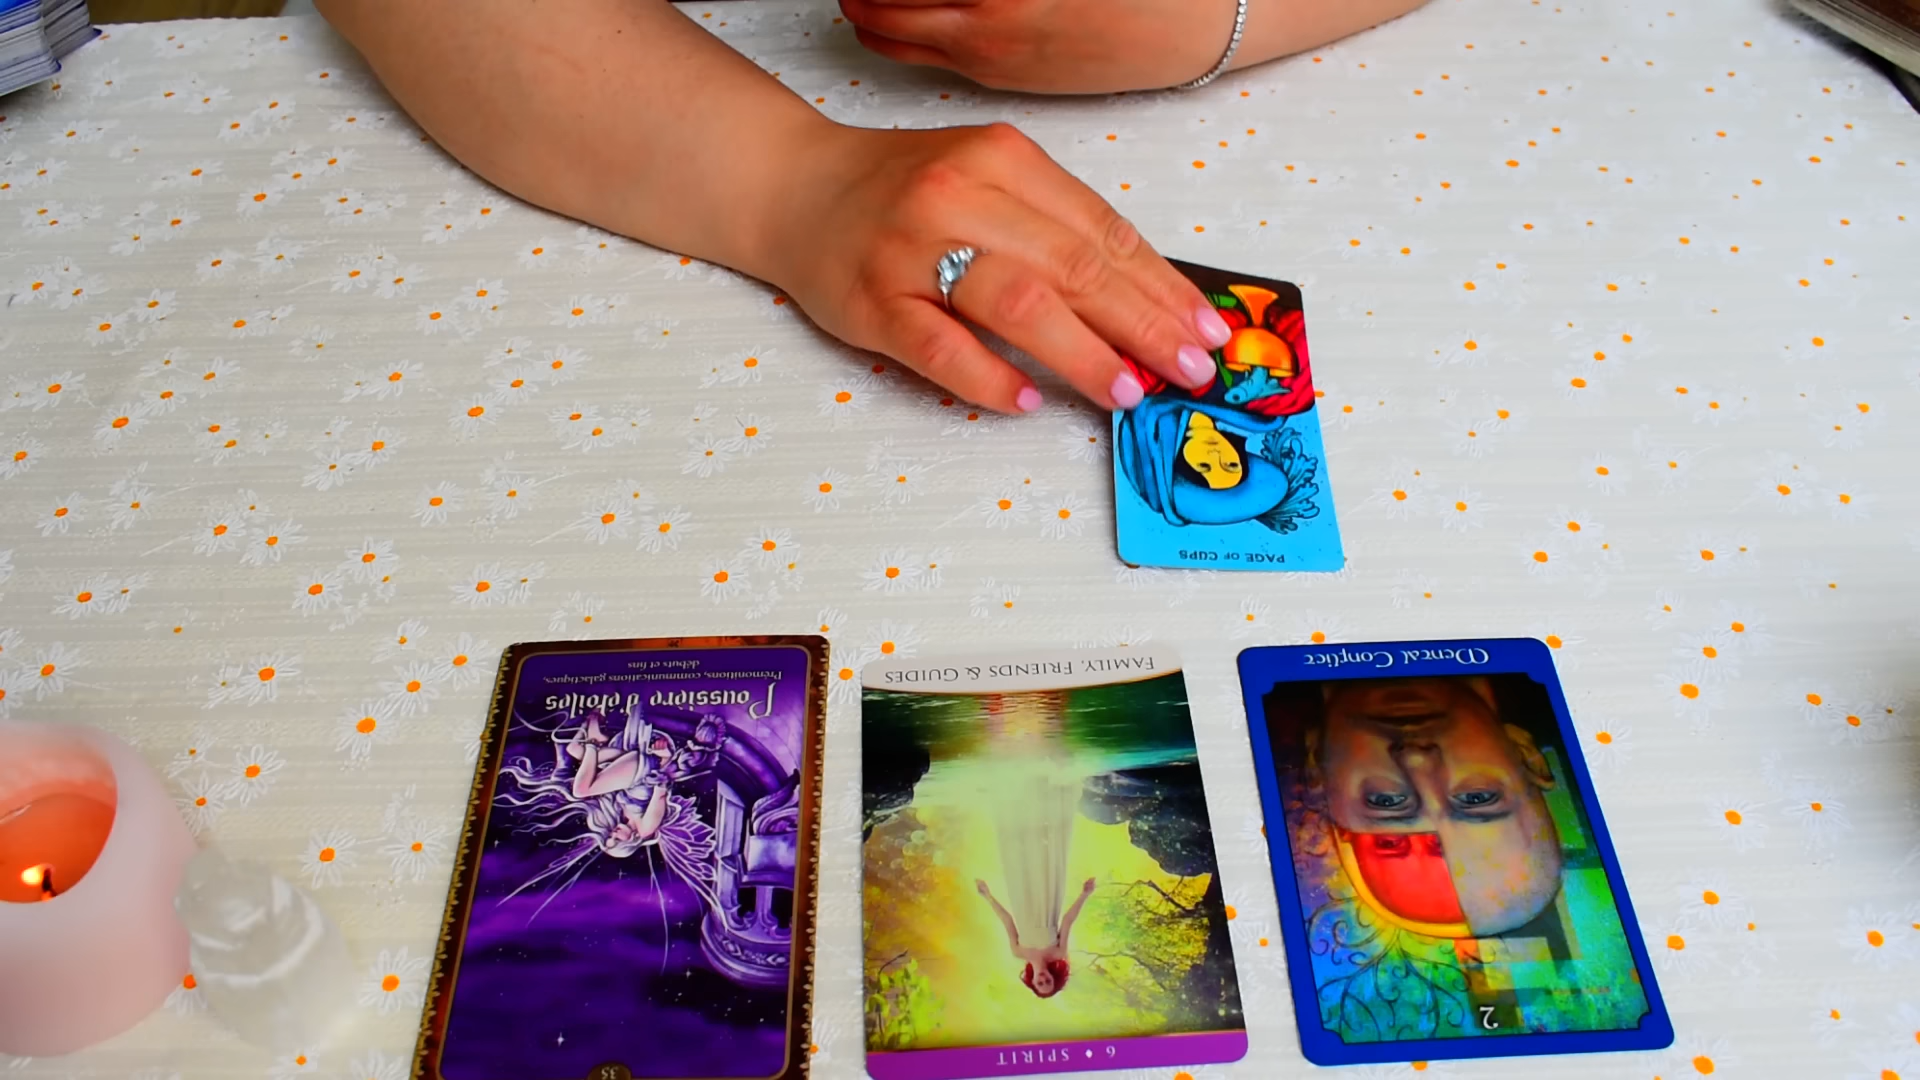 PAGE OF CUPS
35
Poussière d'étoiles
Prémonitions, communications galactiques,
débuts et fins
6 ♦ SPIRIT
FAMILY, FRIENDS & GUIDES
2
Mental Conflict